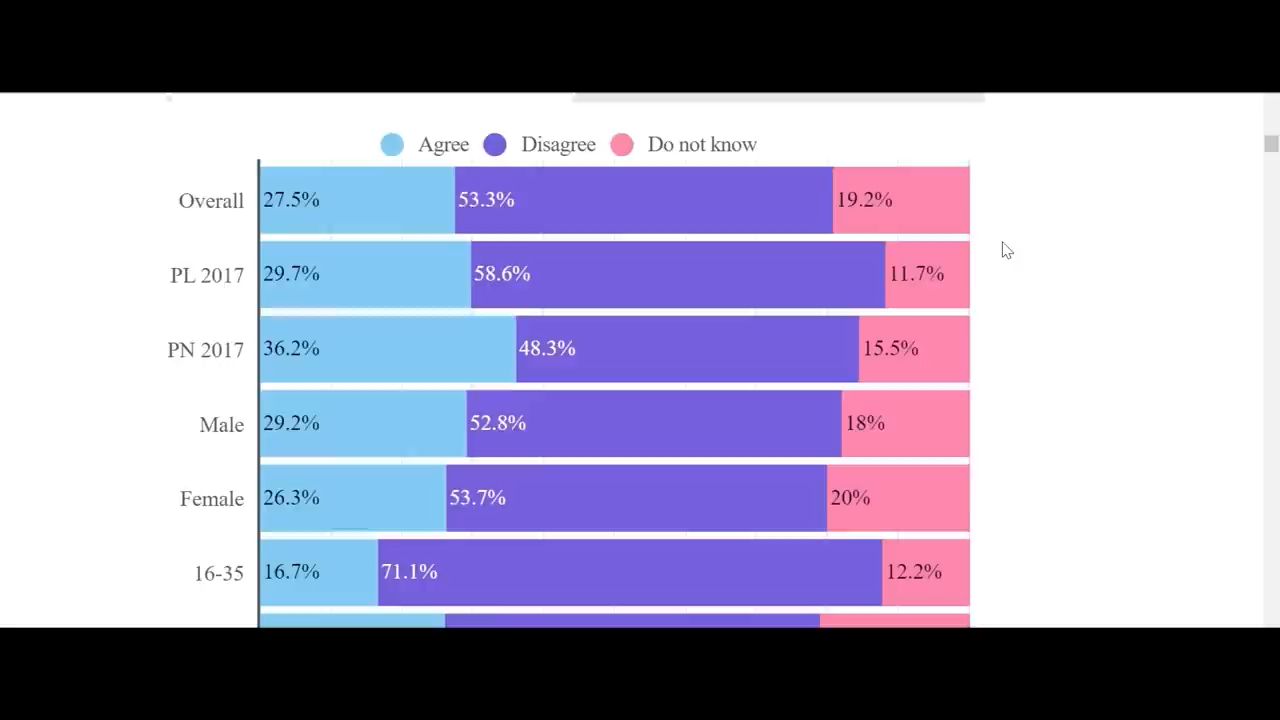 Agree Disagree Do not know
Overall 27.5% 53.3% 19.2%
PL 2017 29.7% 58.6% 11.7%
PN 2017 36.2% 48.3% 15.5%
Male 29.2% 52.8% 18%
Female 26.3% 53.7% 20%
16-35 16.7% 71.1% 12.2%